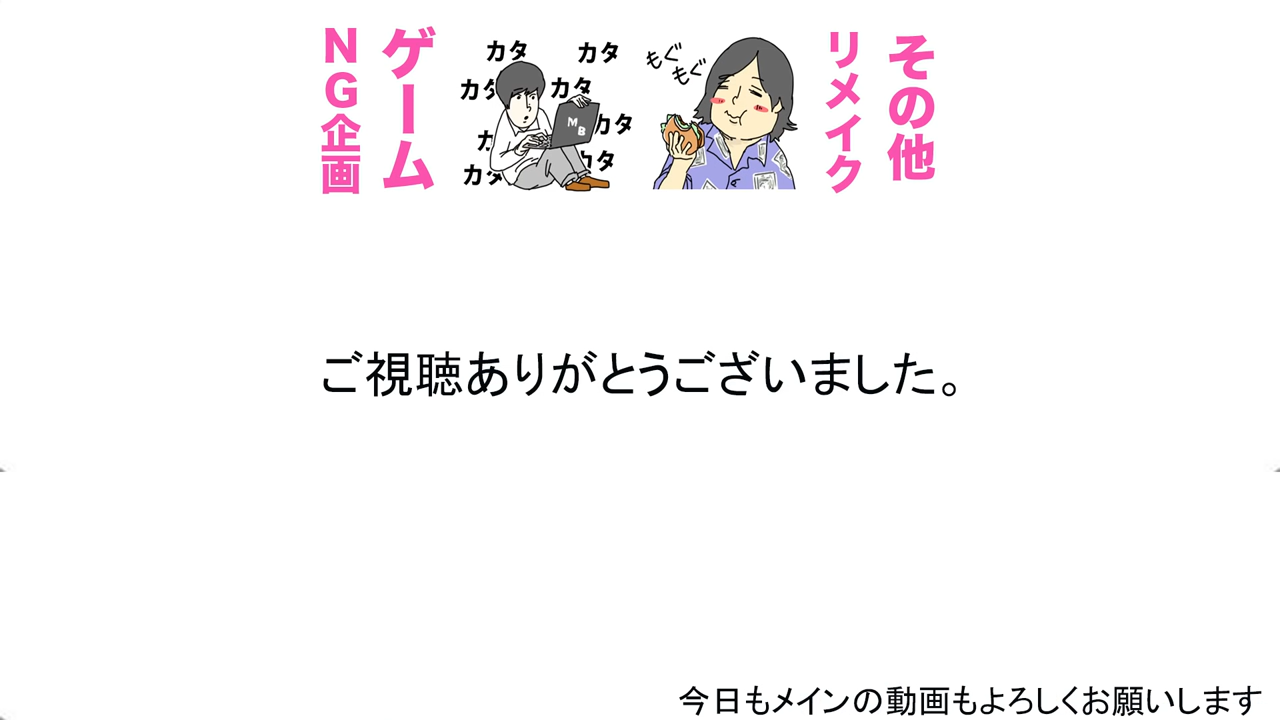 ゲーム
NG企画
カタ
カタ
カタ
カタ
カタ
カタ
MB
もぐ
もぐ
その他
リメイク
ご視聴ありがとうございました。
今日もメインの動画もよろしくお願いします